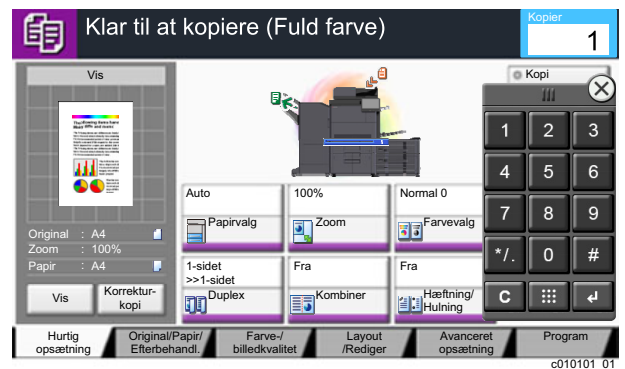 Klar til at kopiere (Fuld farve)
Kopier
1
Vis
Original : A4
Zoom : 100%
Papir : A4
Vis
Korrektur-
kopi
Auto
Papirvalg
100%
Zoom
Normal 0
Farvevalg
1-sidet
>>1-sidet
Duplex
Fra
Kombiner
Fra
Hæftning/
Hulning
Kopi
1 2 3
4 5 6
7 8 9
*/. 0 #
C
Hurtig
opsætning
Original/Papir/
Efterbehandl.
Farve-/
billedkvalitet
Layout
/Rediger
Avanceret
opsætning
Program
c010101_01